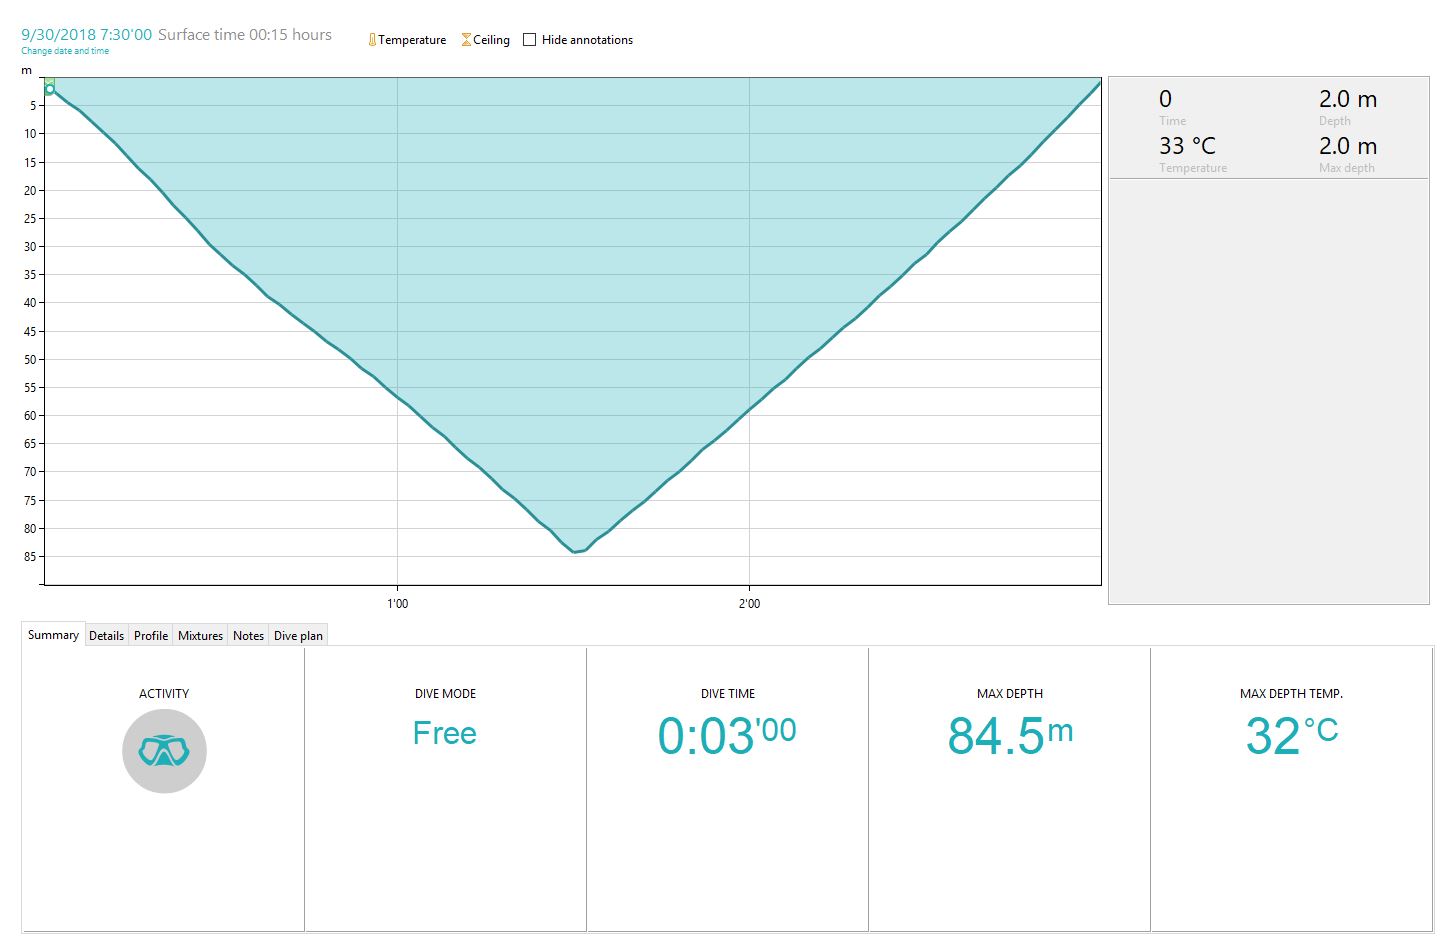 9/30/2018 7:30'00 Surface time 00:15 hours
Change date and time
Temperature Ceiling Hide annotations
m
5
10
15
20
25
30
35
40
45
50
55
60
65
70
75
80
85
1'00 2'00
0 2.0 m
Time Depth
33 °C 2.0 m
Temperature Max depth
Summary Details Profile Mixtures Notes Dive plan
ACTIVITY DIVE MODE DIVE TIME MAX DEPTH MAX DEPTH TEMP.
Free 0:03'00 84.5m 32°C